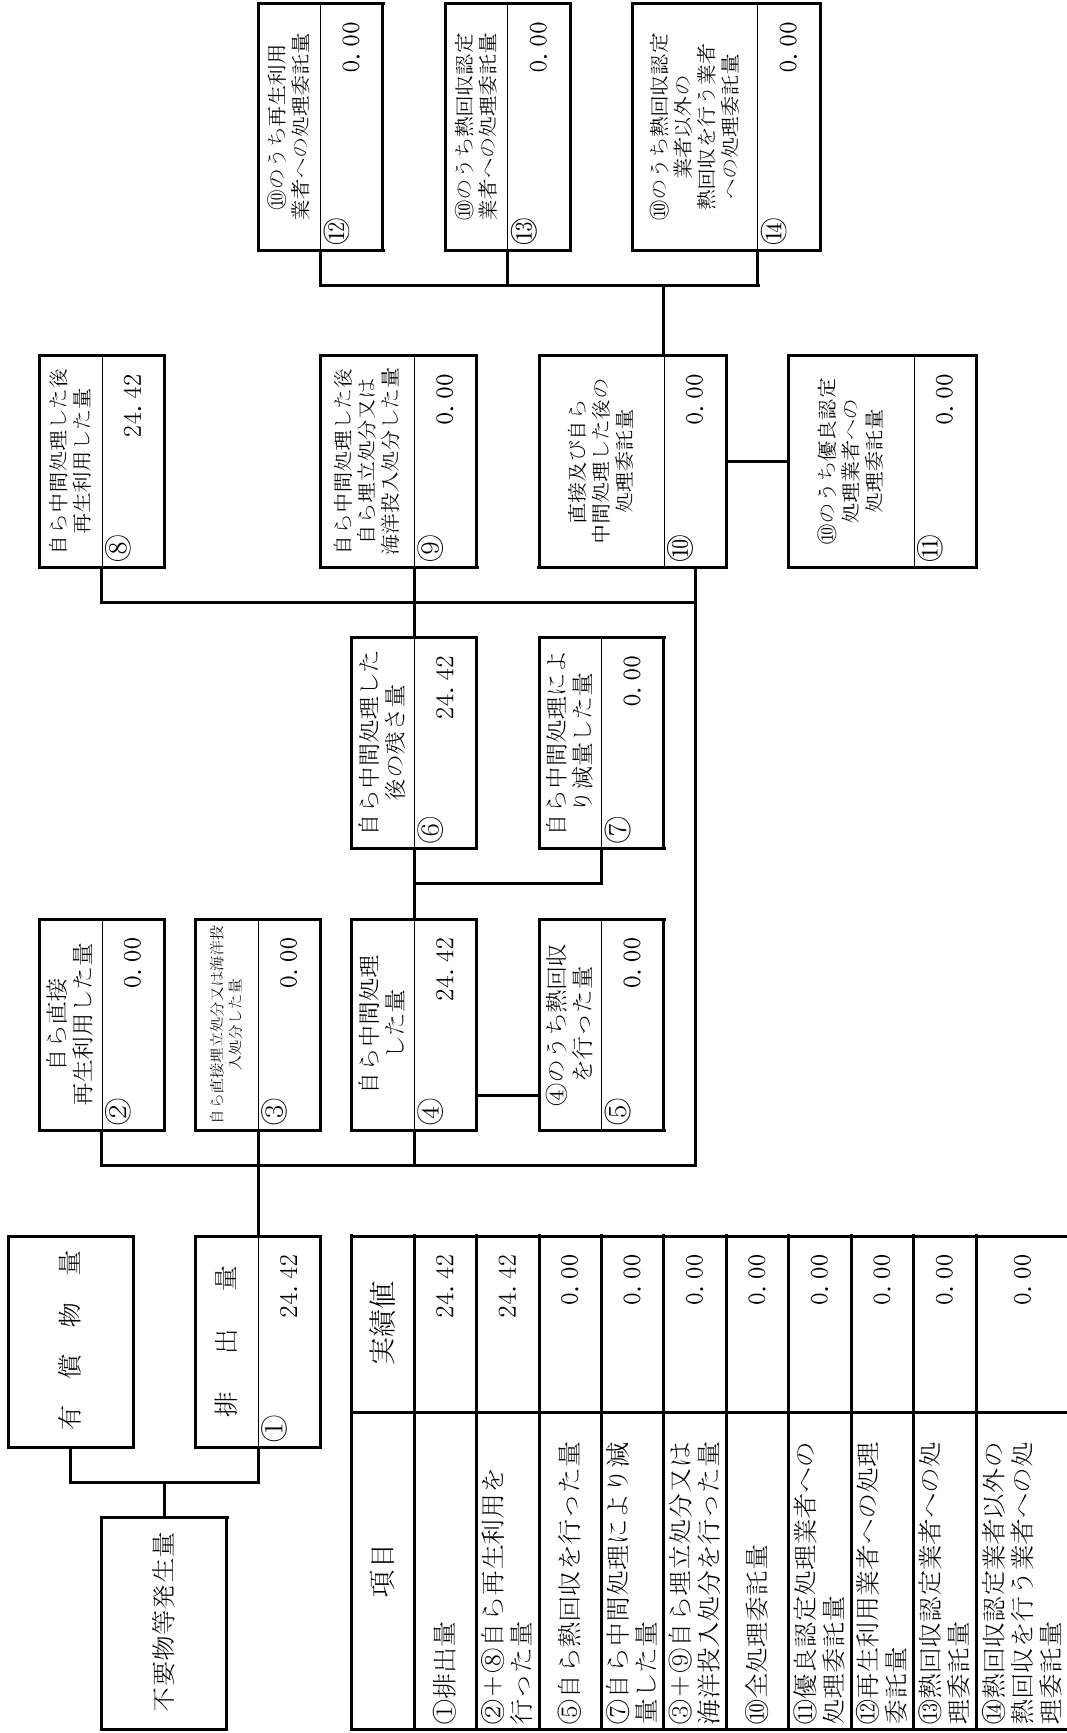 不要物等発生量
有償物量
排出量
①
24.42
自ら直接
再生利用した量
②
0.00
自ら直接埋立処分又は海洋投
入処分した量
③
0.00
自ら中間処理
した量
④
24.42
④のうち熱回収
を行った量
⑤
0.00
自ら中間処理した
後の残さ量
⑥
24.42
自ら中間処理によ
り減量した量
⑦
0.00
自ら中間処理した後
再生利用した量
⑧
24.42
自ら中間処理した後
自ら埋立処分又は
海洋投入処分した量
⑨
0.00
直接及び自ら
中間処理した後の
処理委託量
⑩
0.00
⑩のうち優良認定
処理業者への
処理委託量
⑪
0.00
⑩のうち再生利用
業者への処理委託量
⑫
0.00
⑩のうち熱回収認定
業者への処理委託量
⑬
0.00
⑩のうち熱回収認定
業者以外の
熱回収を行う業者
への処理委託量
⑭
0.00
項目 実績値
①排出量 24.42
②+⑧自ら再生利用を
行った量 24.42
⑤自ら熱回収を行った量 0.00
⑦自ら中間処理により減
量した量 0.00
③+⑨自ら埋立処分又は
海洋投入処分を行った量 0.00
⑩全処理委託量 0.00
⑪優良認定処理業者への
処理委託量 0.00
⑫再生利用業者への処理
委託量 0.00
⑬熱回収認定業者への処
理委託量 0.00
⑭熱回収認定業者以外の
熱回収を行う業者への処
理委託量 0.00